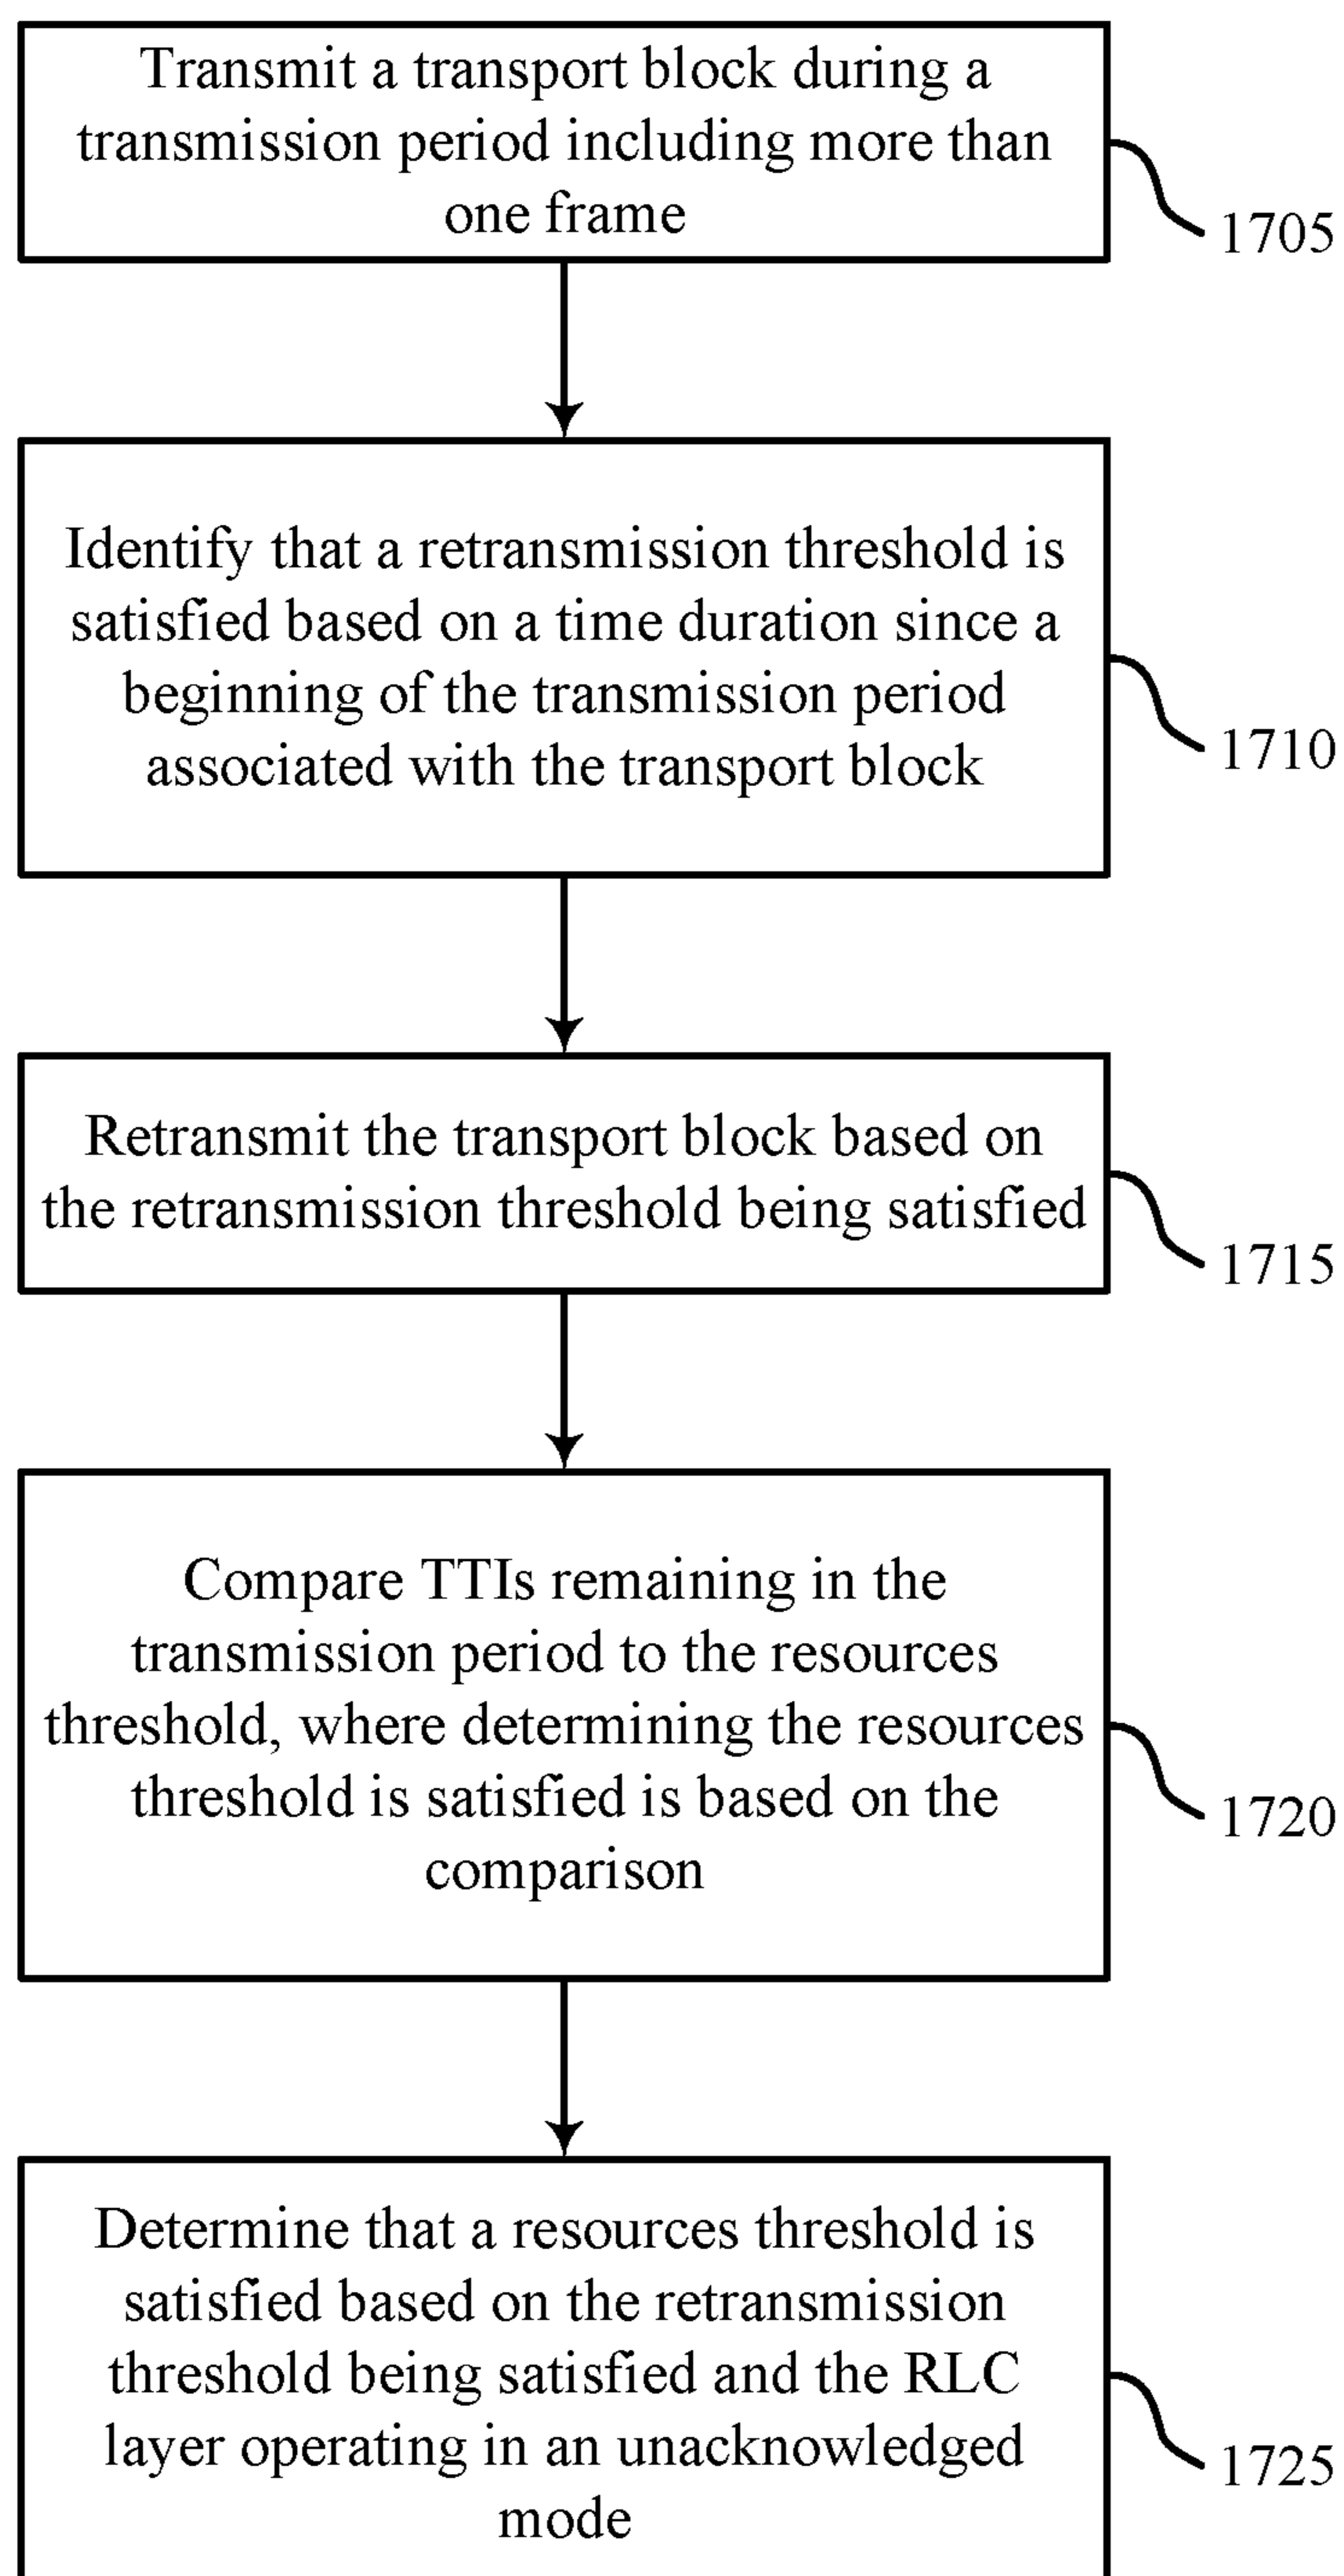 Transmit a transport block during a
transmission period including more than
one frame
1705
Identify that a retransmission threshold is
satisfied based on a time duration since a
beginning of the transmission period
associated with the transport block
1710
Retransmit the transport block based on
the retransmission threshold being satisfied
1715
Compare TTIs remaining in the
transmission period to the resources
threshold, where determining the resources
threshold is satisfied is based on the
comparison
1720
Determine that a resources threshold is
satisfied based on the retransmission
threshold being satisfied and the RLC
layer operating in an unacknowledged
mode
1725